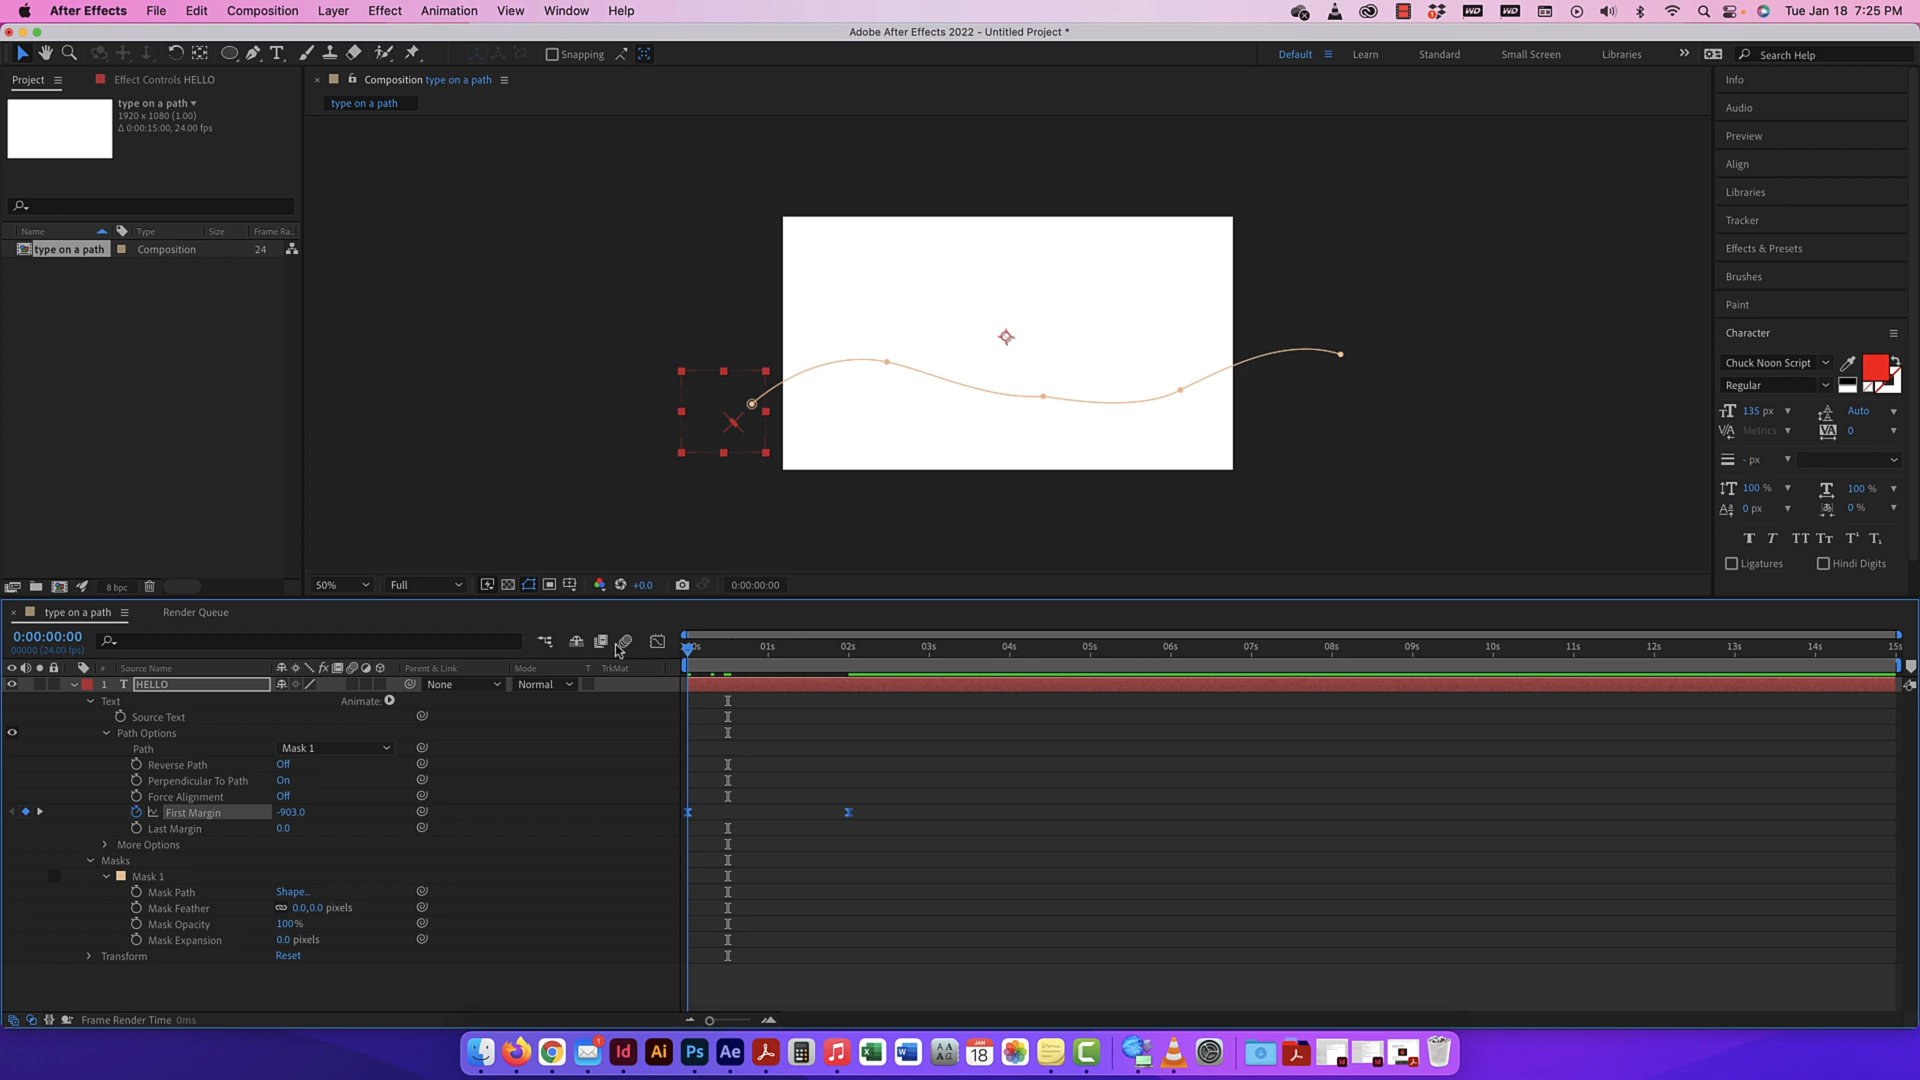 After Effects File Edit Composition Layer Effect Animation View Window Help Tue Jan 18 7:25 PM
Adobe After Effects 2022 - Untitled Project *
Snapping Default Learn Standard Small Screen Libraries Search Help
Project Effect Controls HELLO Composition type on a path Info
type on a path
1920 x 1080 (1.00)
Δ 0:00:15:00, 24.00 fps
type on a path
Audio
Preview
Align
Libraries
Tracker
Name Type Size Frame Ra...
type on a path Composition 24
Effects & Presets
Brushes
Paint
Character
Chuck Noon Script
Regular
135 px Auto
Metrics 0
- px
100 % 100 %
0 px 0 %
Ligatures Hindi Digits
8 bpc 50% Full +0.0 0:00:00:00
type on a path Render Queue
0:00:00:00
00000 (24.00 fps)
01s 02s 03s 04s 05s 06s 07s 08s 09s 10s 11s 12s 13s 14s 15s
# Source Name Parent & Link Mode T TrkMat
1 T HELLO None Normal
Text Animate:
Source Text
Path Options
Path Mask 1
Reverse Path Off
Perpendicular To Path On
Force Alignment Off
First Margin -903.0
Last Margin 0.0
More Options
Masks
Mask 1
Mask Path Shape...
Mask Feather 0.0,0.0 pixels
Mask Opacity 100%
Mask Expansion 0.0 pixels
Transform Reset
Frame Render Time 0ms